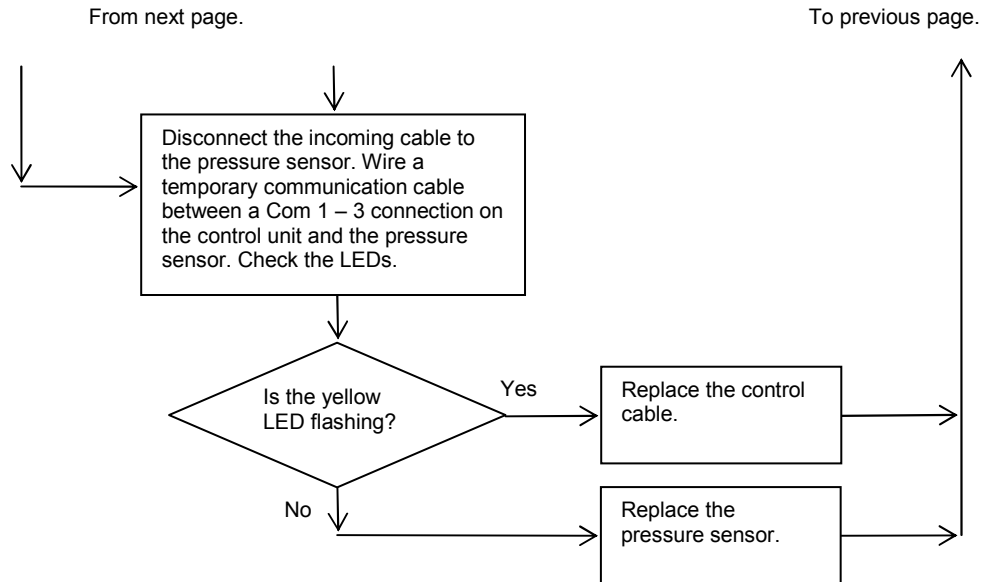 From next page.
To previous page.
Disconnect the incoming cable to
the pressure sensor. Wire a
temporary communication cable
between a Com 1 – 3 connection on
the control unit and the pressure
sensor. Check the LEDs.
Is the yellow
LED flashing?
Yes
Replace the control
cable.
No
Replace the
pressure sensor.